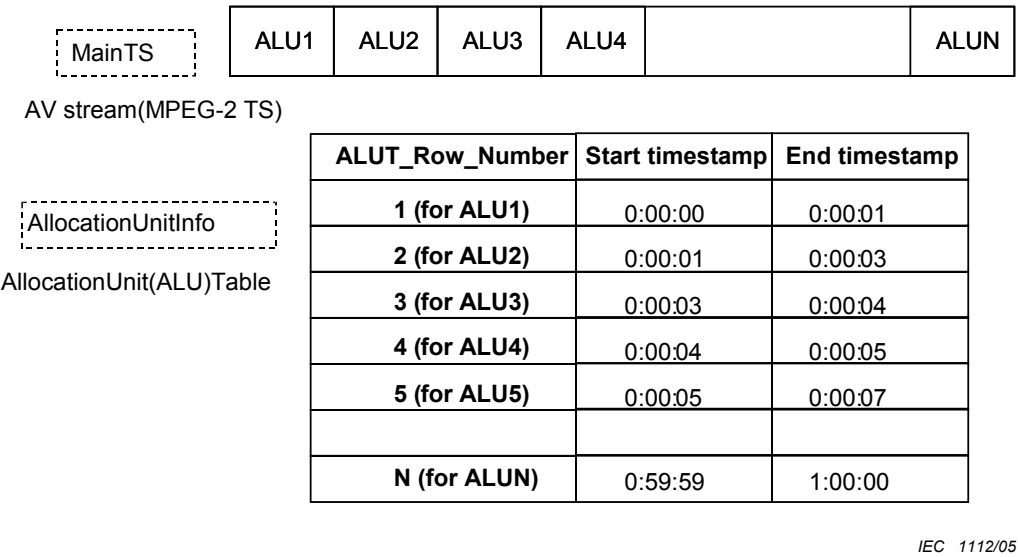 MainTS
ALU1 ALU2 ALU3 ALU4 ALUN
AV stream(MPEG-2 TS)
ALUT_Row_Number Start timestamp End timestamp
1 (for ALU1) 0:00:00 0:00:01
2 (for ALU2) 0:00:01 0:00:03
3 (for ALU3) 0:00:03 0:00:04
4 (for ALU4) 0:00:04 0:00:05
5 (for ALU5) 0:00:05 0:00:07
N (for ALUN) 0:59:59 1:00:00
AllocationUnitInfo
AllocationUnit(ALU)Table
IEC 1112/05